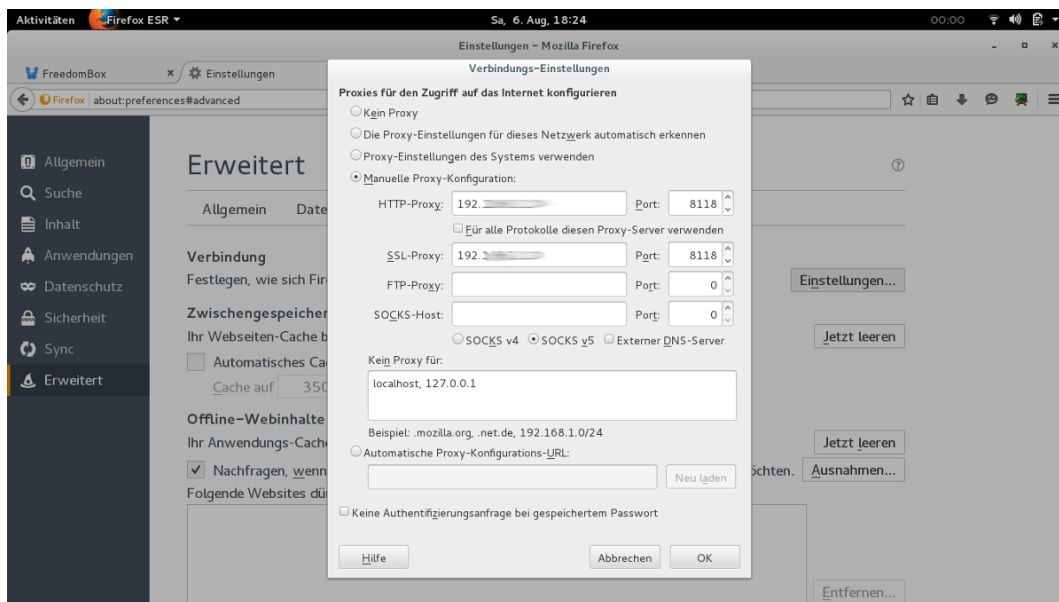 Aktivitäten Firefox ESR Sa, 6. Aug, 18:24 00:00
Einstellungen – Mozilla Firefox
FreedomBox × Einstellungen
Firefox about:preferences#advanced
Allgemein
Suche
Inhalt
Anwendungen
Datenschutz
Sicherheit
Sync
Erweitert
Erweitert
Allgemein Date
Verbindung
Festlegen, wie sich Fir
Einstellungen...
Zwischengespeicher
Ihr Webseiten-Cache b
Jetzt leeren
Automatisches Ca
Cache auf 350
Offline-Webinhalte
Ihr Anwendungs-Cach
Jetzt leeren
Nachfragen, wenn öchten. Ausnahmen...
Folgende Websites dü
Entfernen...
Verbindungs-Einstellungen
Proxies für den Zugriff auf das Internet konfigurieren
Kein Proxy
Die Proxy-Einstellungen für dieses Netzwerk automatisch erkennen
Proxy-Einstellungen des Systems verwenden
Manuelle Proxy-Konfiguration:
HTTP-Proxy: 192. Port: 8118
Für alle Protokolle diesen Proxy-Server verwenden
SSL-Proxy: 192. Port: 8118
FTP-Proxy: Port: 0
SOCKS-Host: Port: 0
SOCKS v4 SOCKS v5 Externer DNS-Server
Kein Proxy für:
localhost, 127.0.0.1
Beispiel: .mozilla.org, .net.de, 192.168.1.0/24
Automatische Proxy-Konfigurations-URL:
Neu laden
Keine Authentifizierungsanfrage bei gespeichertem Passwort
Hilfe Abbrechen OK